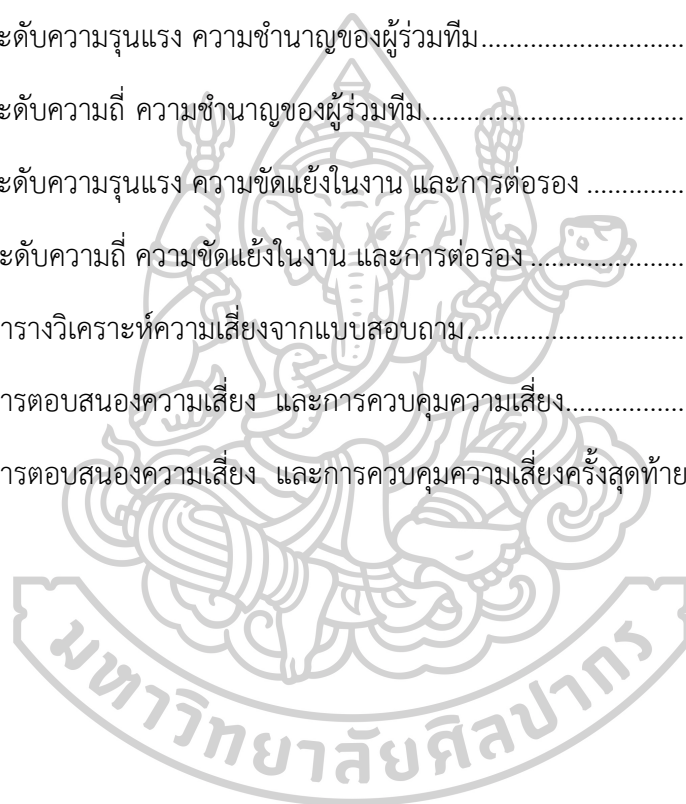 ะดับความรุนแรง ความชำนาญของผู้ร่วมทีม................................
ะดับความถี่ ความชำนาญของผู้ร่วมทีม.........................................
ะดับความรุนแรง ความขัดแย้งในงาน และการต่อรอง ...............
ะดับความถี่ ความขัดแย้งในงาน และการต่อรอง ........................
ารางวิเคราะห์ความเสี่ยงจากแบบสอบถาม..................................
ารตอบสนองความเสี่ยง และการควบคุมความเสี่ยง...................
ารตอบสนองความเสี่ยง และการควบคุมความเสี่ยงครั้งสุดท้าย
มหาวิทยาลัยศิลปากร